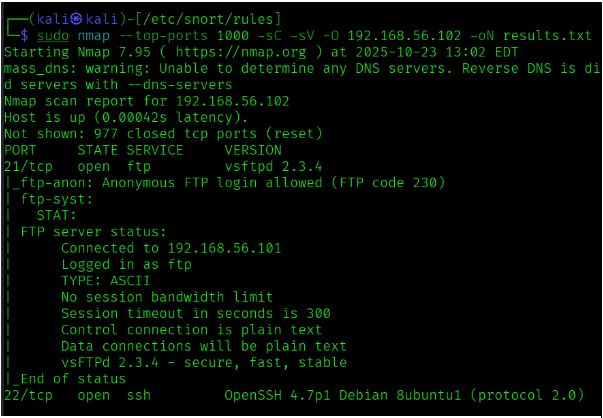 ┌──(kali㉿kali)-[/etc/snort/rules]
└─$ sudo nmap --top-ports 1000 -sC -sV -O 192.168.56.102 -oN results.txt
Starting Nmap 7.95 ( https://nmap.org ) at 2025-10-23 13:02 EDT
mass_dns: warning: Unable to determine any DNS servers. Reverse DNS is di
d servers with --dns-servers
Nmap scan report for 192.168.56.102
Host is up (0.00042s latency).
Not shown: 977 closed tcp ports (reset)
PORT     STATE SERVICE     VERSION
21/tcp   open  ftp         vsftpd 2.3.4
|_ftp-anon: Anonymous FTP login allowed (FTP code 230)
| ftp-syst:
|   STAT:
| FTP server status:
|      Connected to 192.168.56.101
|      Logged in as ftp
|      TYPE: ASCII
|      No session bandwidth limit
|      Session timeout in seconds is 300
|      Control connection is plain text
|      Data connections will be plain text
|      vsFTPd 2.3.4 - secure, fast, stable
|_End of status
22/tcp   open  ssh         OpenSSH 4.7p1 Debian 8ubuntu1 (protocol 2.0)